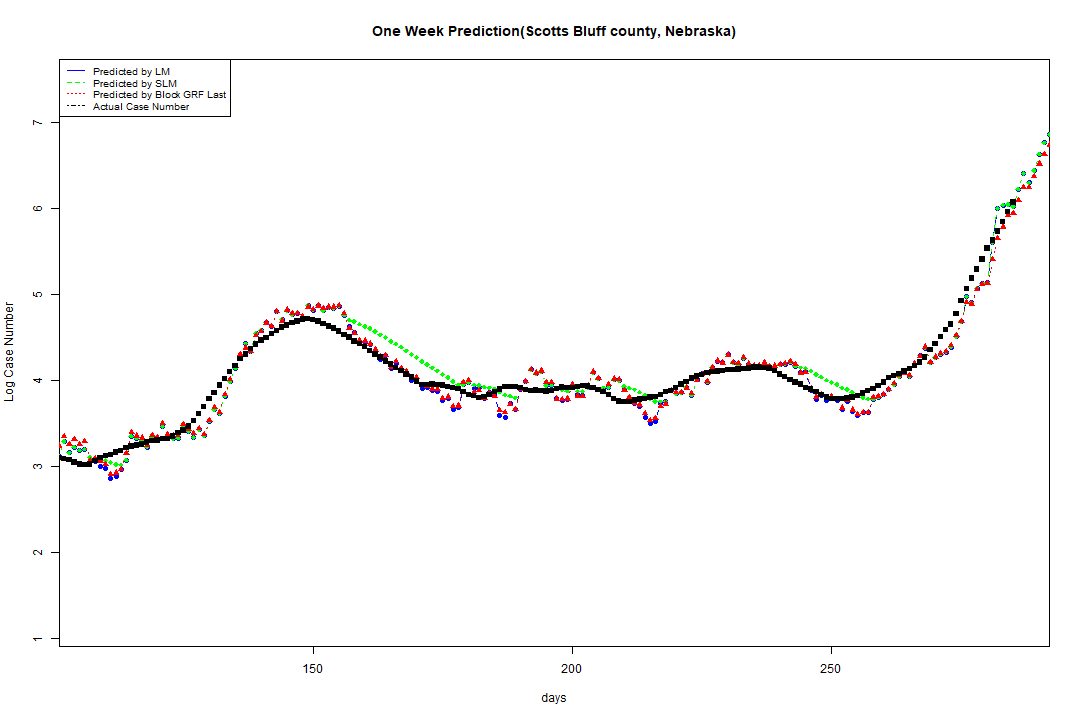 One Week Prediction(Scotts Bluff county, Nebraska)
Predicted by LM
Predicted by SLM
Predicted by Block GRF Last
Actual Case Number
7
6
5
4
3
2
1
Log Case Number
150
200
250
days